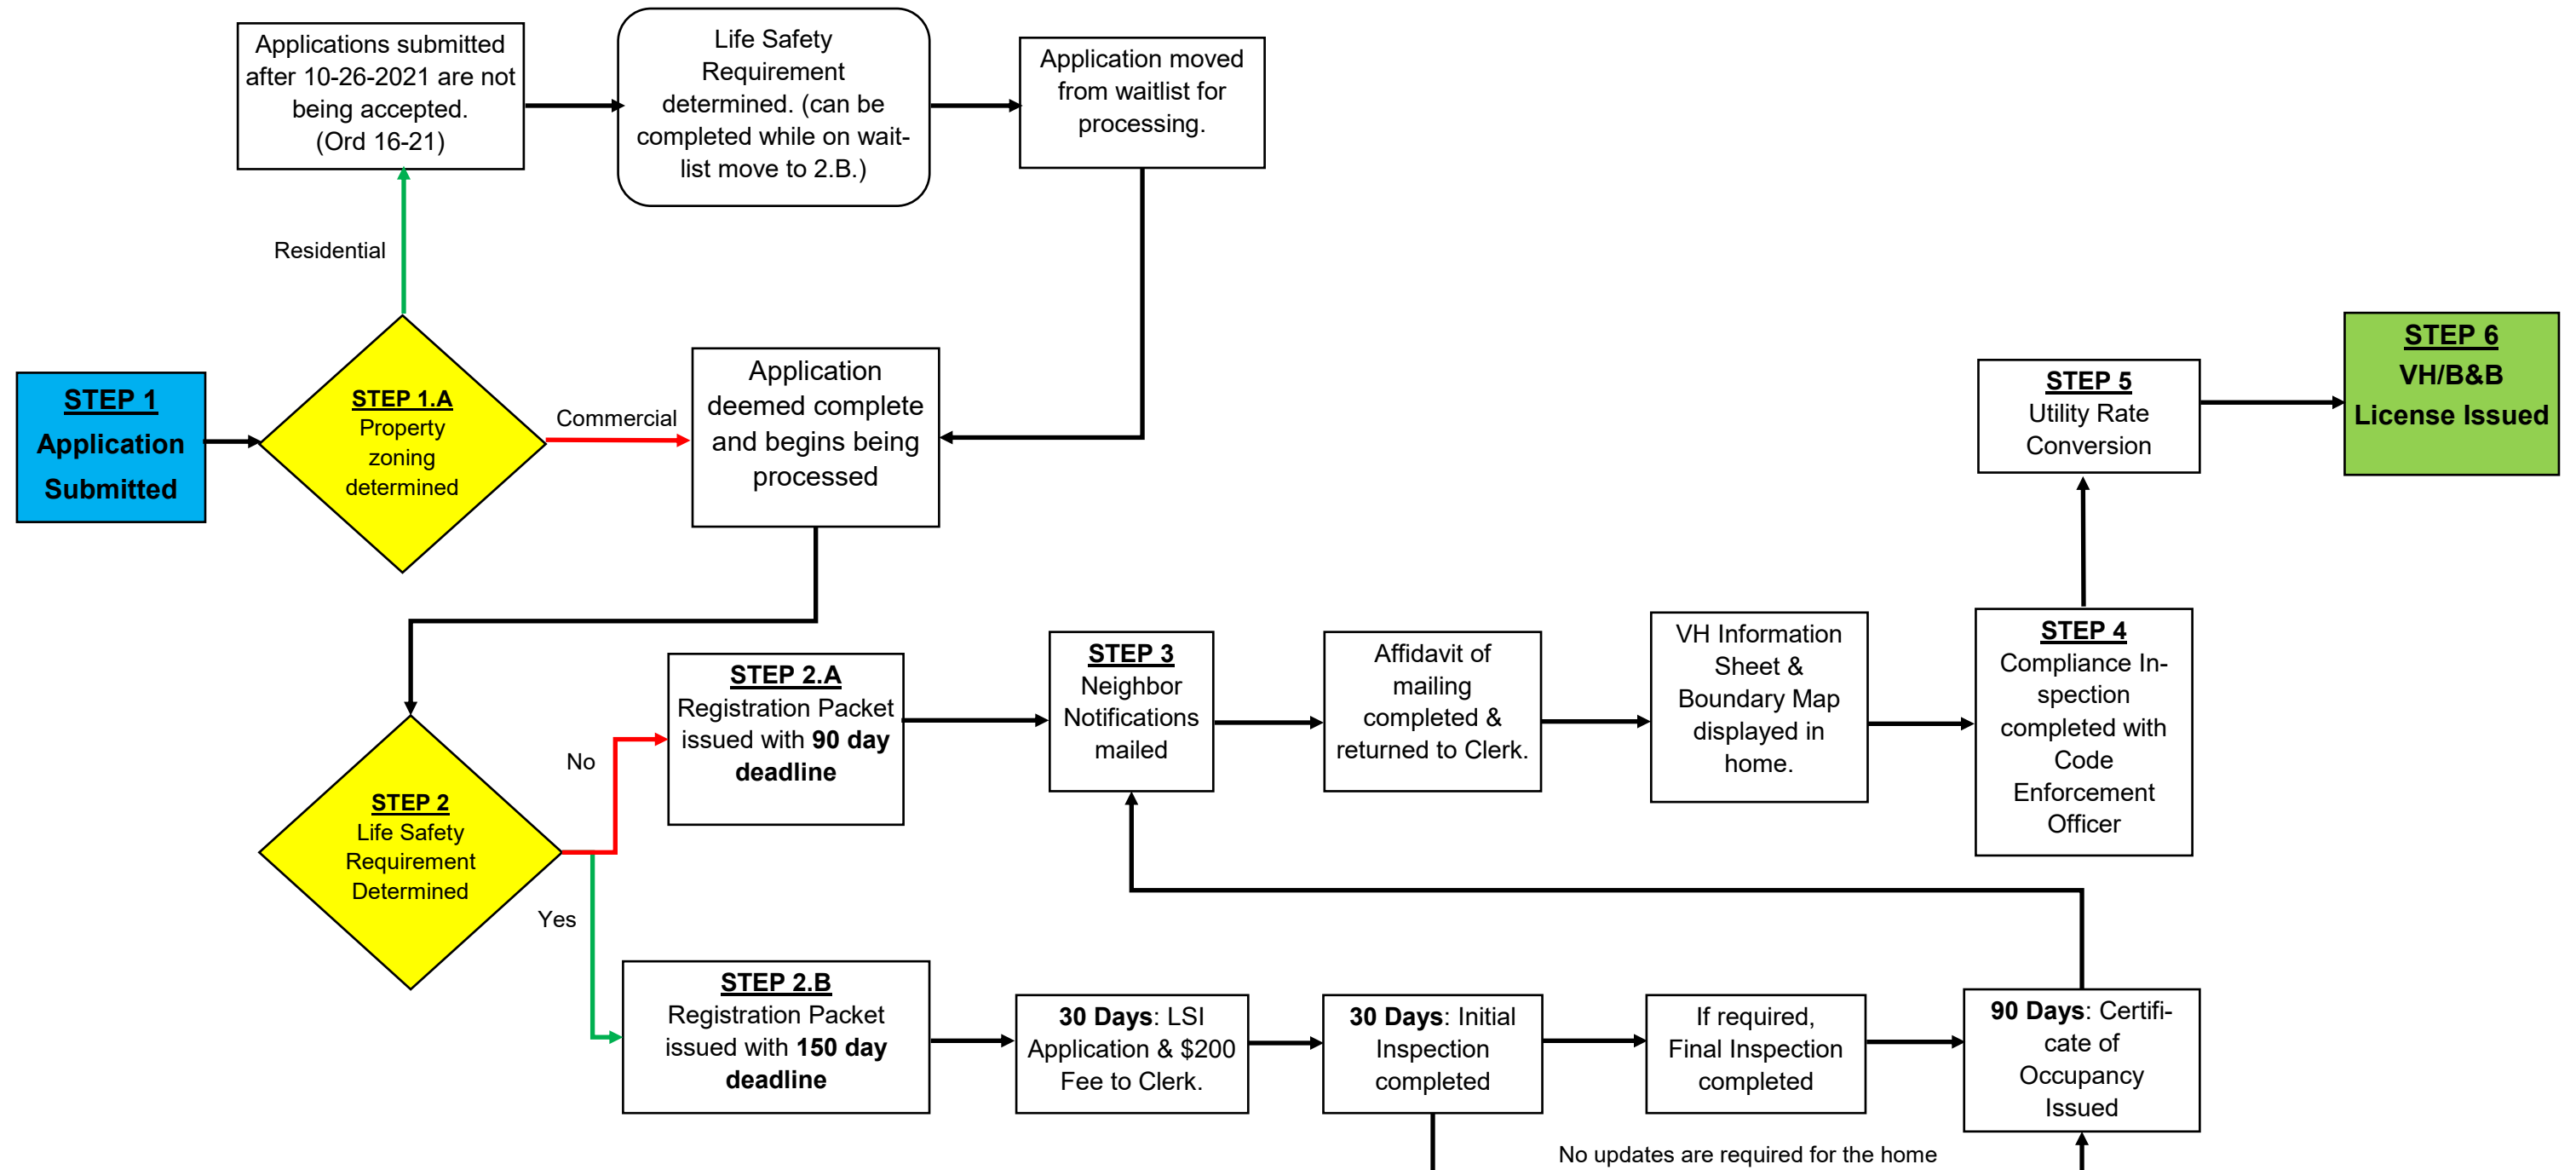 Applications submitted
after 10-26-2021 are not
being accepted.
(Ord 16-21)
Life Safety
Requirement
determined. (can be
completed while on wait-
list move to 2.B.)
Application moved
from waitlist for
processing.
Residential
STEP 1
Application
Submitted
STEP 1.A
Property
zoning
determined
Commercial
Application
deemed complete
and begins being
processed
STEP 5
Utility Rate
Conversion
STEP 6
VH/B&B
License Issued
STEP 2
Life Safety
Requirement
Determined
No
STEP 2.A
Registration Packet
issued with 90 day
deadline
STEP 3
Neighbor
Notifications
mailed
Affidavit of
mailing
completed &
returned to Clerk.
VH Information
Sheet &
Boundary Map
displayed in
home.
STEP 4
Compliance In-
spection
completed with
Code
Enforcement
Officer
Yes
STEP 2.B
Registration Packet
issued with 150 day
deadline
30 Days: LSI
Application & $200
Fee to Clerk.
30 Days: Initial
Inspection
completed
If required,
Final Inspection
completed
90 Days: Certifi-
cate of
Occupancy
Issued
No updates are required for the home